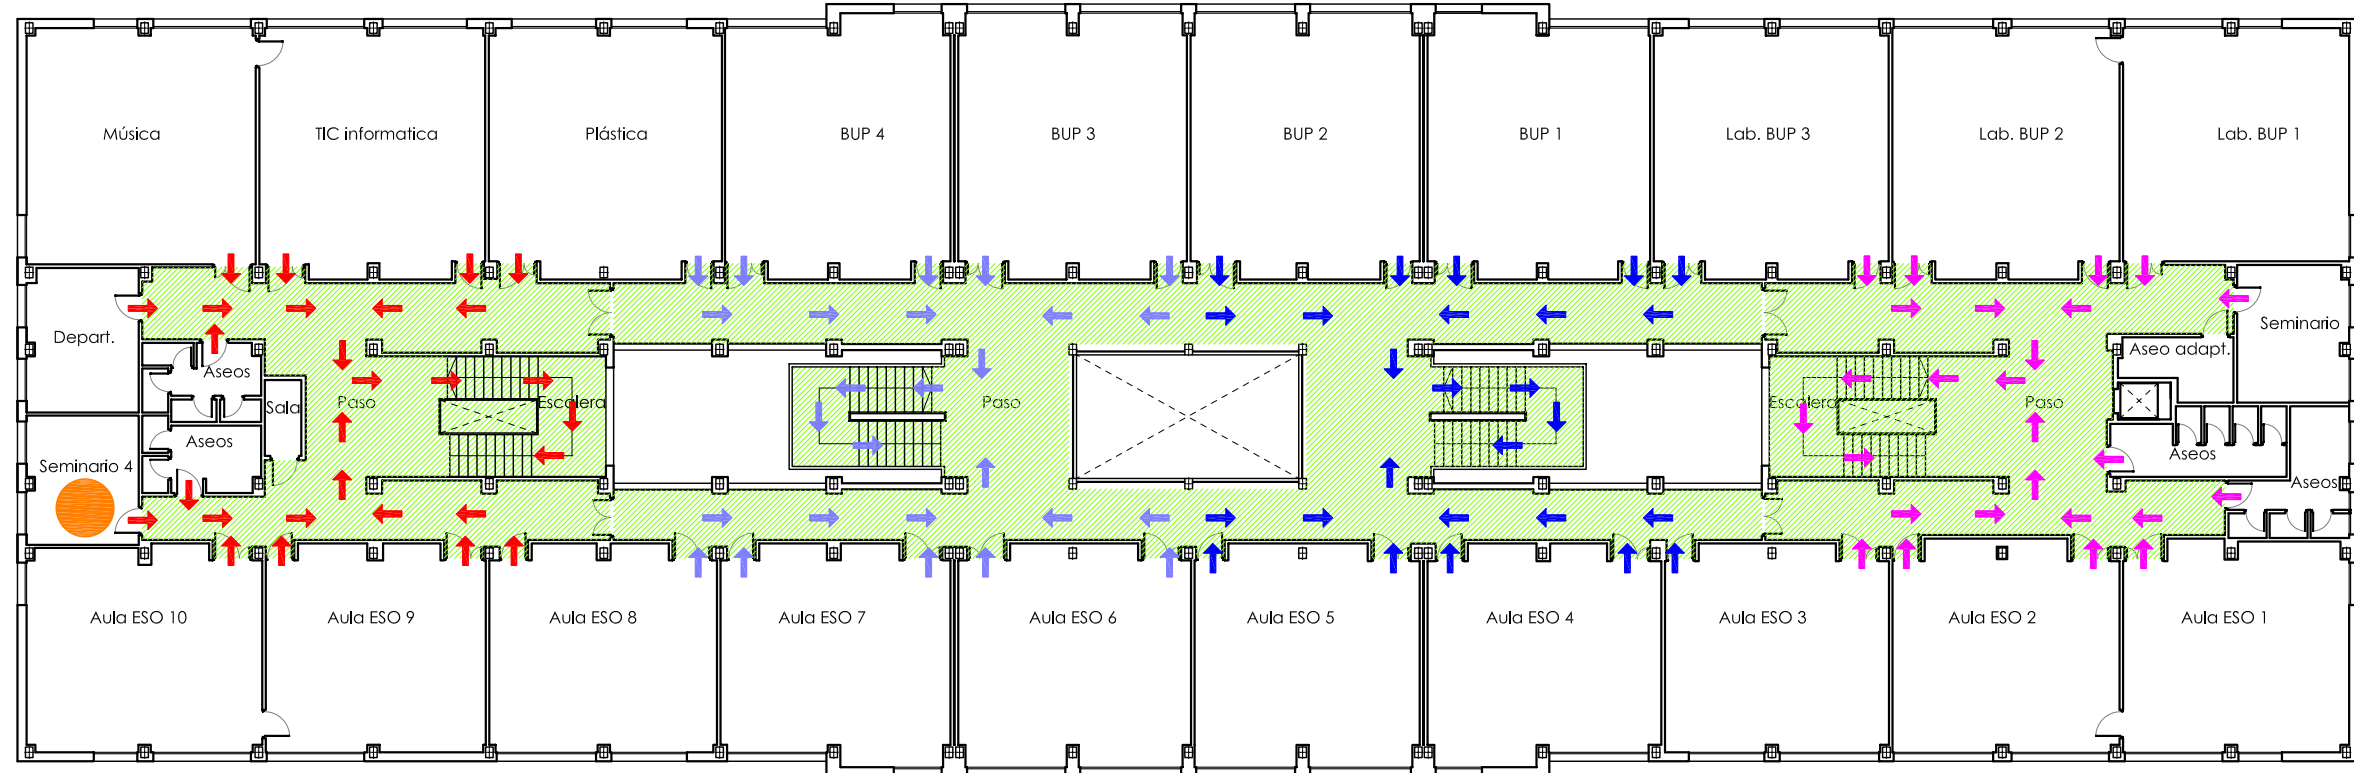 Música
TIC informatica
Plástica
BUP 4
BUP 3
BUP 2
BUP 1
Lab. BUP 3
Lab. BUP 2
Lab. BUP 1
Depart.
Seminario
Aseo adapt.
Aseos
Sala
Paso
Escalera
Paso
Escalera
Paso
Aseos
Seminario 4
Aseos
Aseos
Aula ESO 10
Aula ESO 9
Aula ESO 8
Aula ESO 7
Aula ESO 6
Aula ESO 5
Aula ESO 4
Aula ESO 3
Aula ESO 2
Aula ESO 1